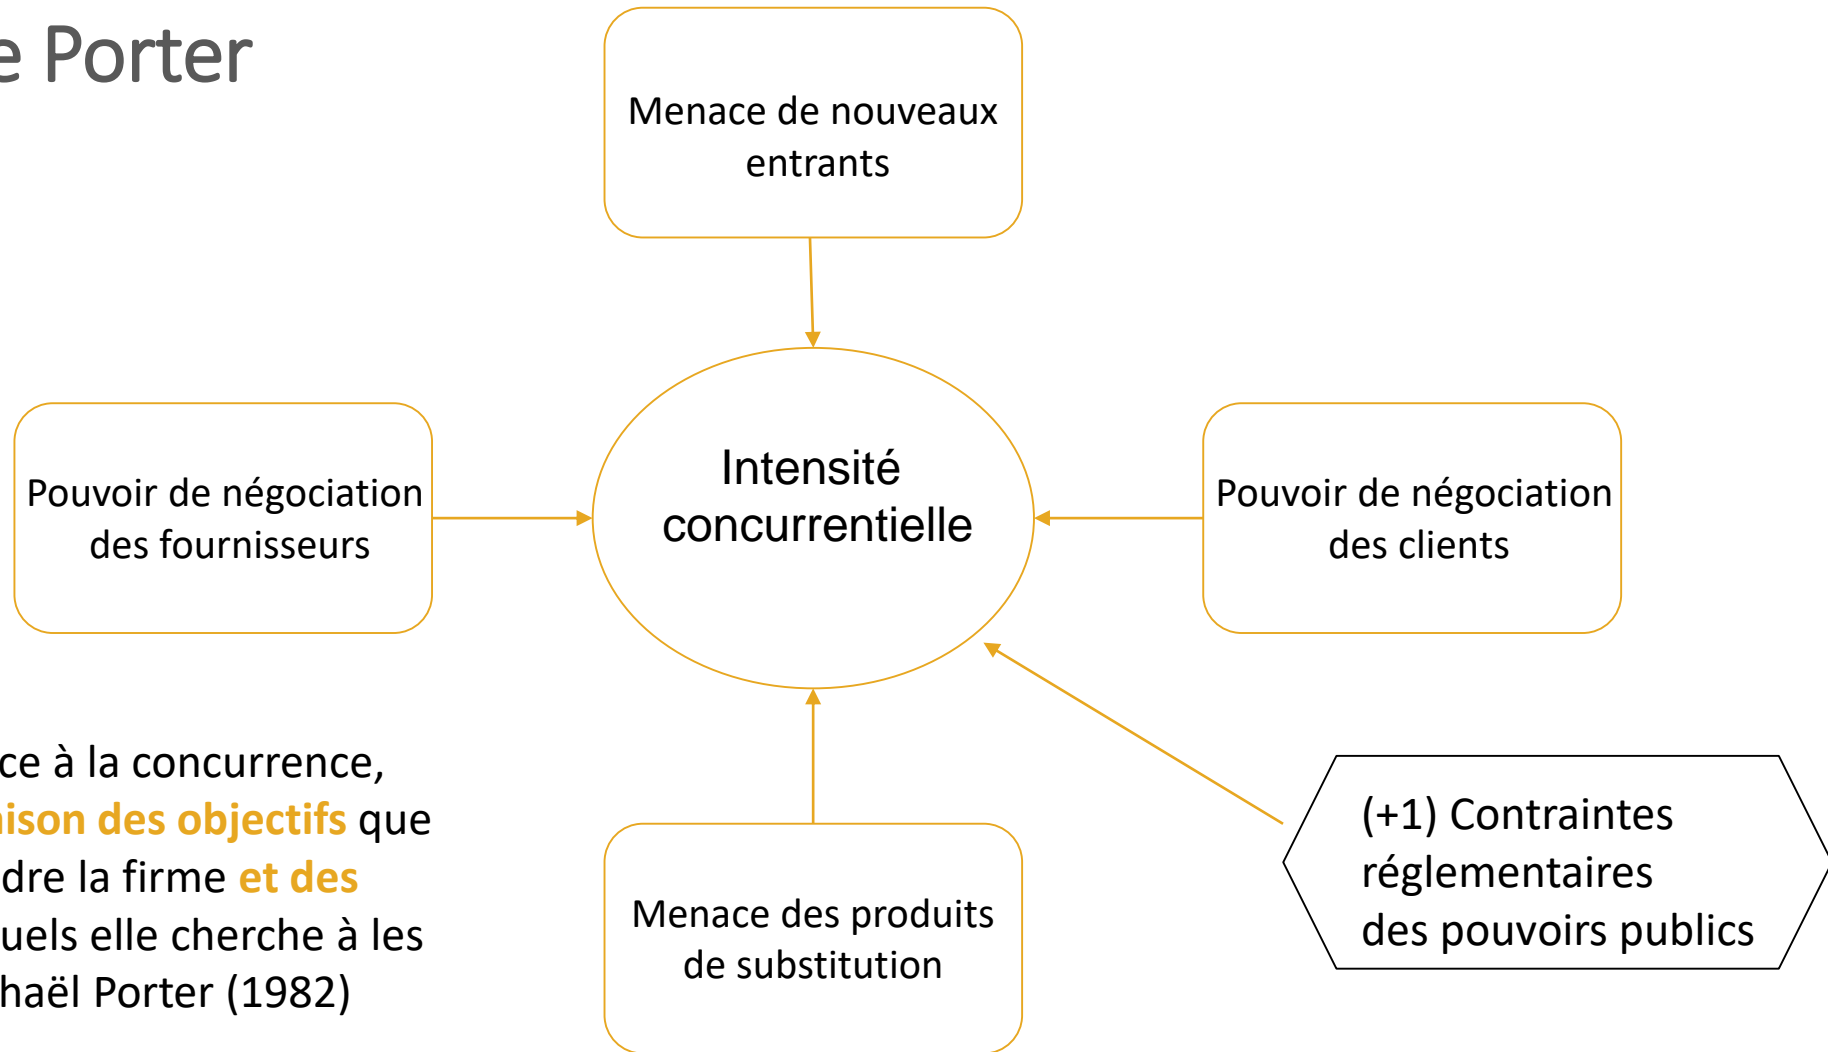 e Porter
Menace de nouveaux
entrants
Intensité
concurrentielle
Pouvoir de négociation
des fournisseurs
Pouvoir de négociation
des clients
ce à la concurrence,
aison des objectifs que
dre la firme et des
uels elle cherche à les
haël Porter (1982)
Menace des produits
de substitution
(+1) Contraintes
réglementaires
des pouvoirs publics